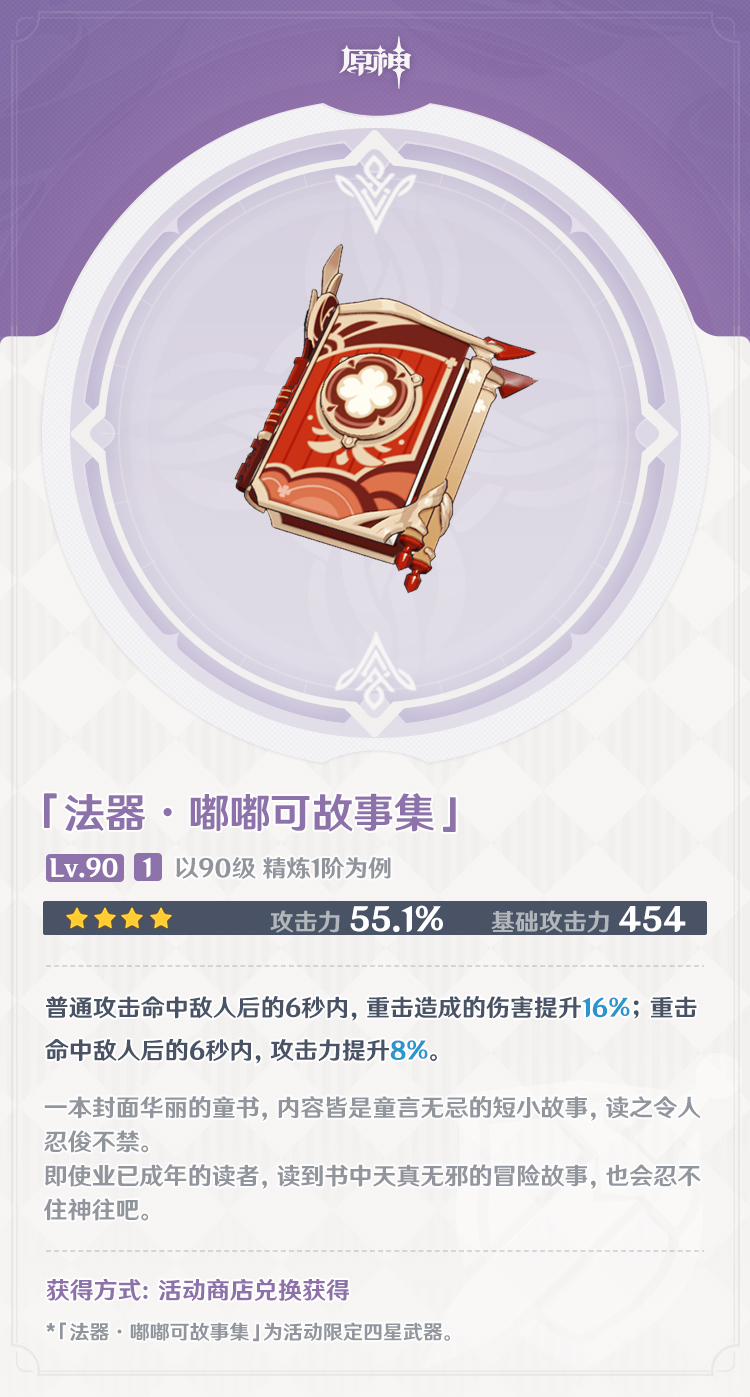 原神
「法器·嘟嘟可故事集」
Lv.90 1 以90级 精炼1阶为例
攻击力 55.1% 基础攻击力 454
普通攻击命中敌人后的6秒内, 重击造成的伤害提升16%; 重击
命中敌人后的6秒内, 攻击力提升8%。
一本封面华丽的童书, 内容皆是童言无忌的短小故事, 读之令人
忍俊不禁。
即使业已成年的读者, 读到书中天真无邪的冒险故事, 也会忍不
住神往吧。
获得方式: 活动商店兑换获得
*「法器·嘟嘟可故事集」为活动限定四星武器。